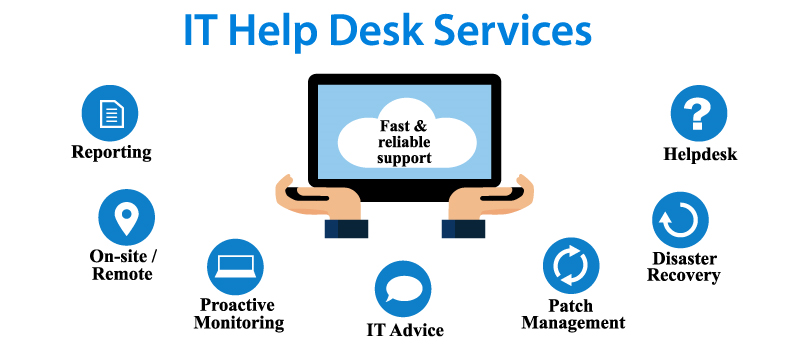 IT Help Desk Services
Fast &
reliable
support
Reporting
Helpdesk
On-site /
Remote
Disaster
Recovery
Proactive
Monitoring
IT Advice
Patch
Management